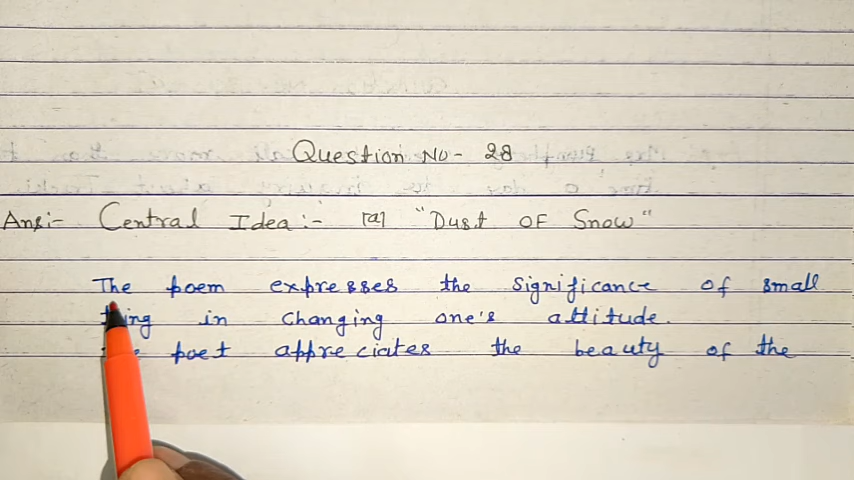 Question No- 28
Ans:- Central Idea:- [a] "Dust OF Snow"
The poem expresses the significance of small
thing in changing one's attitude.
poet appreciates the beauty of the